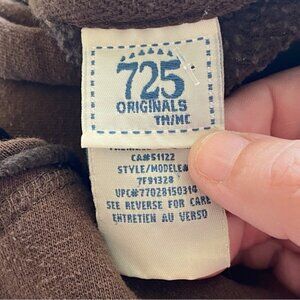 725
ORIGINALS
TM/MC
CA#51122
STYLE/MODELE#
7F91328
UPC#77028150314
SEE REVERSE FOR CARE
ENTRETIEN AU VERSO